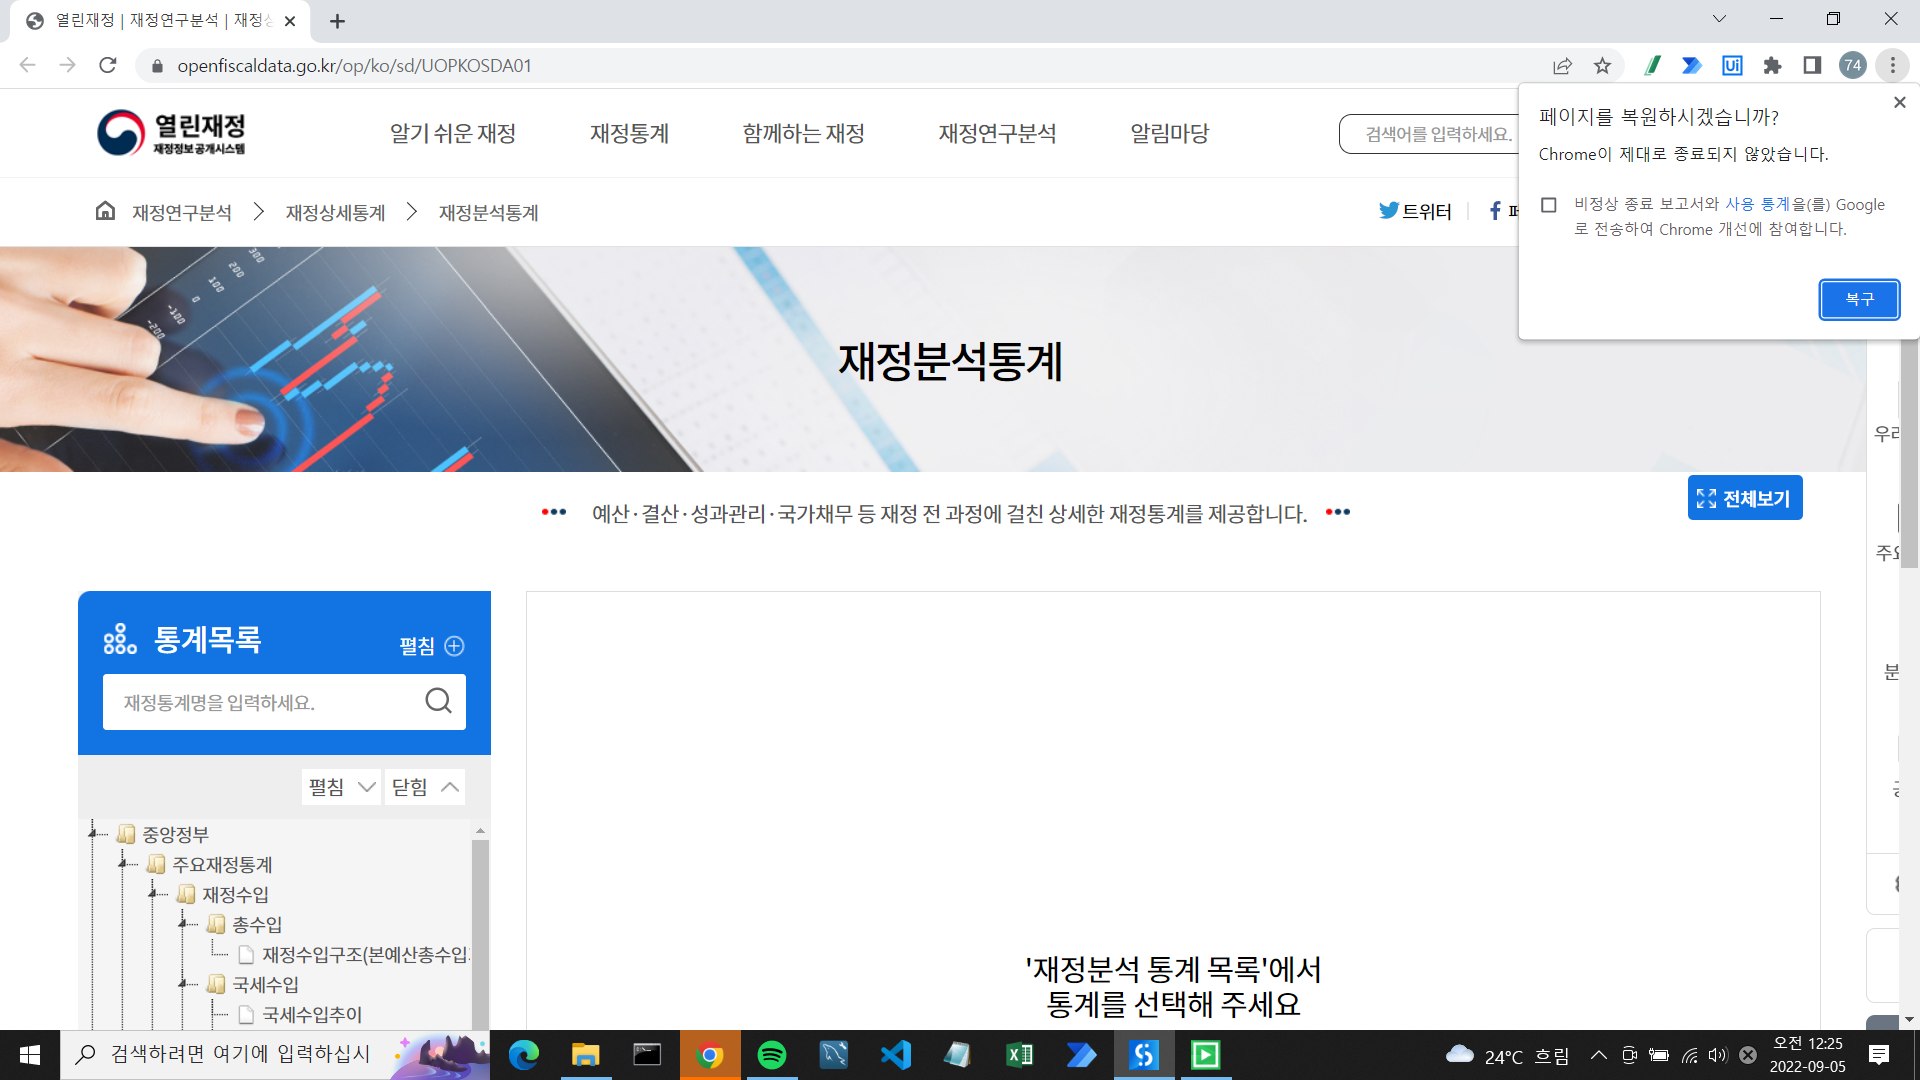 열린재정 | 재정연구분석 | 재정상
openfiscaldata.go.kr/op/ko/sd/UOPKOSDA01
74
열린재정
재정정보공개시스템
알기 쉬운 재정
재정통계
함께하는 재정
재정연구분석
알림마당
검색어를 입력하세요.
페이지를 복원하시겠습니까?
Chrome이 제대로 종료되지 않았습니다.
비정상 종료 보고서와 사용 통계을(를) Google
로 전송하여 Chrome 개선에 참여합니다.
복구
재정연구분석
재정상세통계
재정분석통계
트위터
300
200
100
0
-100
-200
재정분석통계
우리
예산·결산·성과관리·국가채무 등 재정 전 과정에 걸친 상세한 재정통계를 제공합니다.
전체보기
주요
분
통계목록
펼침
재정통계명을 입력하세요.
펼침
닫힘
중앙정부
주요재정통계
재정수입
총수입
재정수입구조(본예산총수입
국세수입
국세수입추이
'재정분석 통계 목록'에서
통계를 선택해 주세요
검색하려면 여기에 입력하십시
24°C 흐림
오전 12:25
2022-09-05